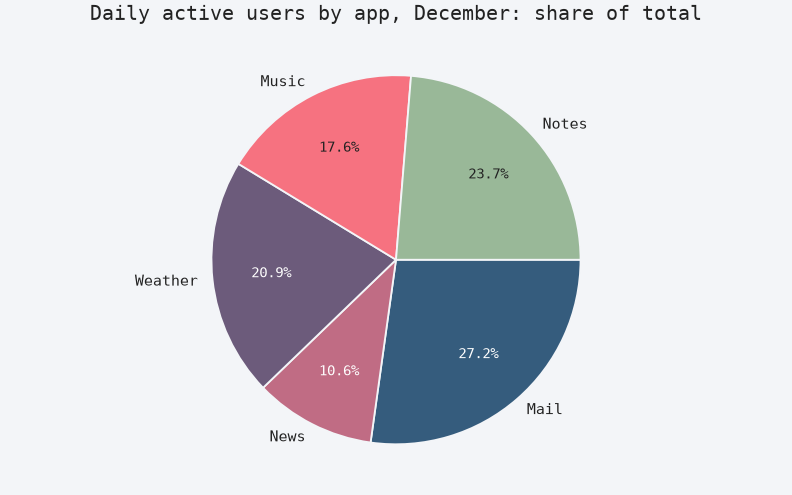 Daily active users by app, December: share of total
Music
Notes
17.6%
23.7%
Weather
20.9%
27.2%
10.6%
Mail
News